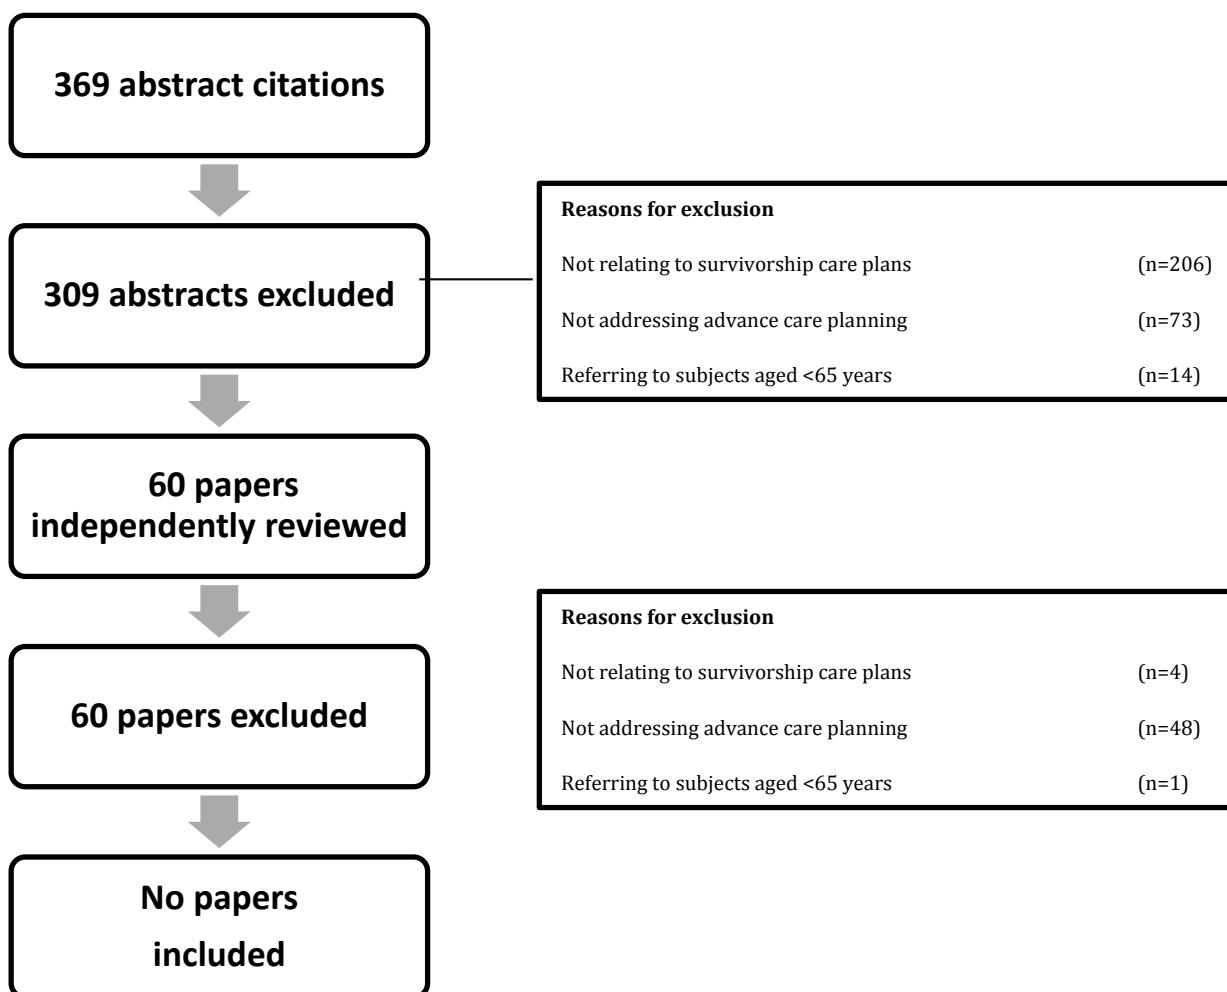 369 abstract citations
309 abstracts excluded
Reasons for exclusion
Not relating to survivorship care plans (n=206)
Not addressing advance care planning (n=73)
Referring to subjects aged <65 years (n=14)
60 papers
independently reviewed
60 papers excluded
Reasons for exclusion
Not relating to survivorship care plans (n=4)
Not addressing advance care planning (n=48)
Referring to subjects aged <65 years (n=1)
No papers
included